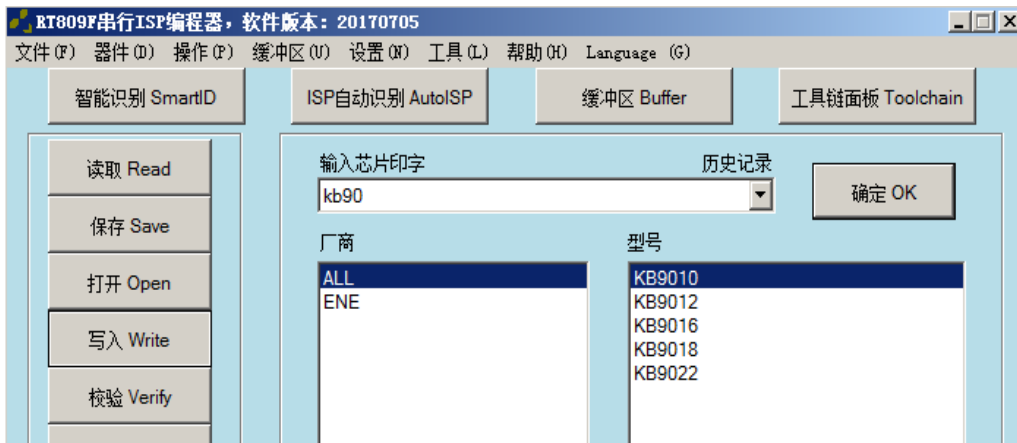 RT809F串行ISP编程器，软件版本：20170705
文件(F) 器件(D) 操作(P) 缓冲区(U) 设置(N) 工具(L) 帮助(H) Language (G)
智能识别 SmartID ISP自动识别 AutoISP 缓冲区 Buffer 工具链面板 Toolchain
读取 Read
保存 Save
打开 Open
写入 Write
校验 Verify
输入芯片印字 历史记录
kb90
确定 OK
厂商
ALL
ENE
型号
KB9010
KB9012
KB9016
KB9018
KB9022